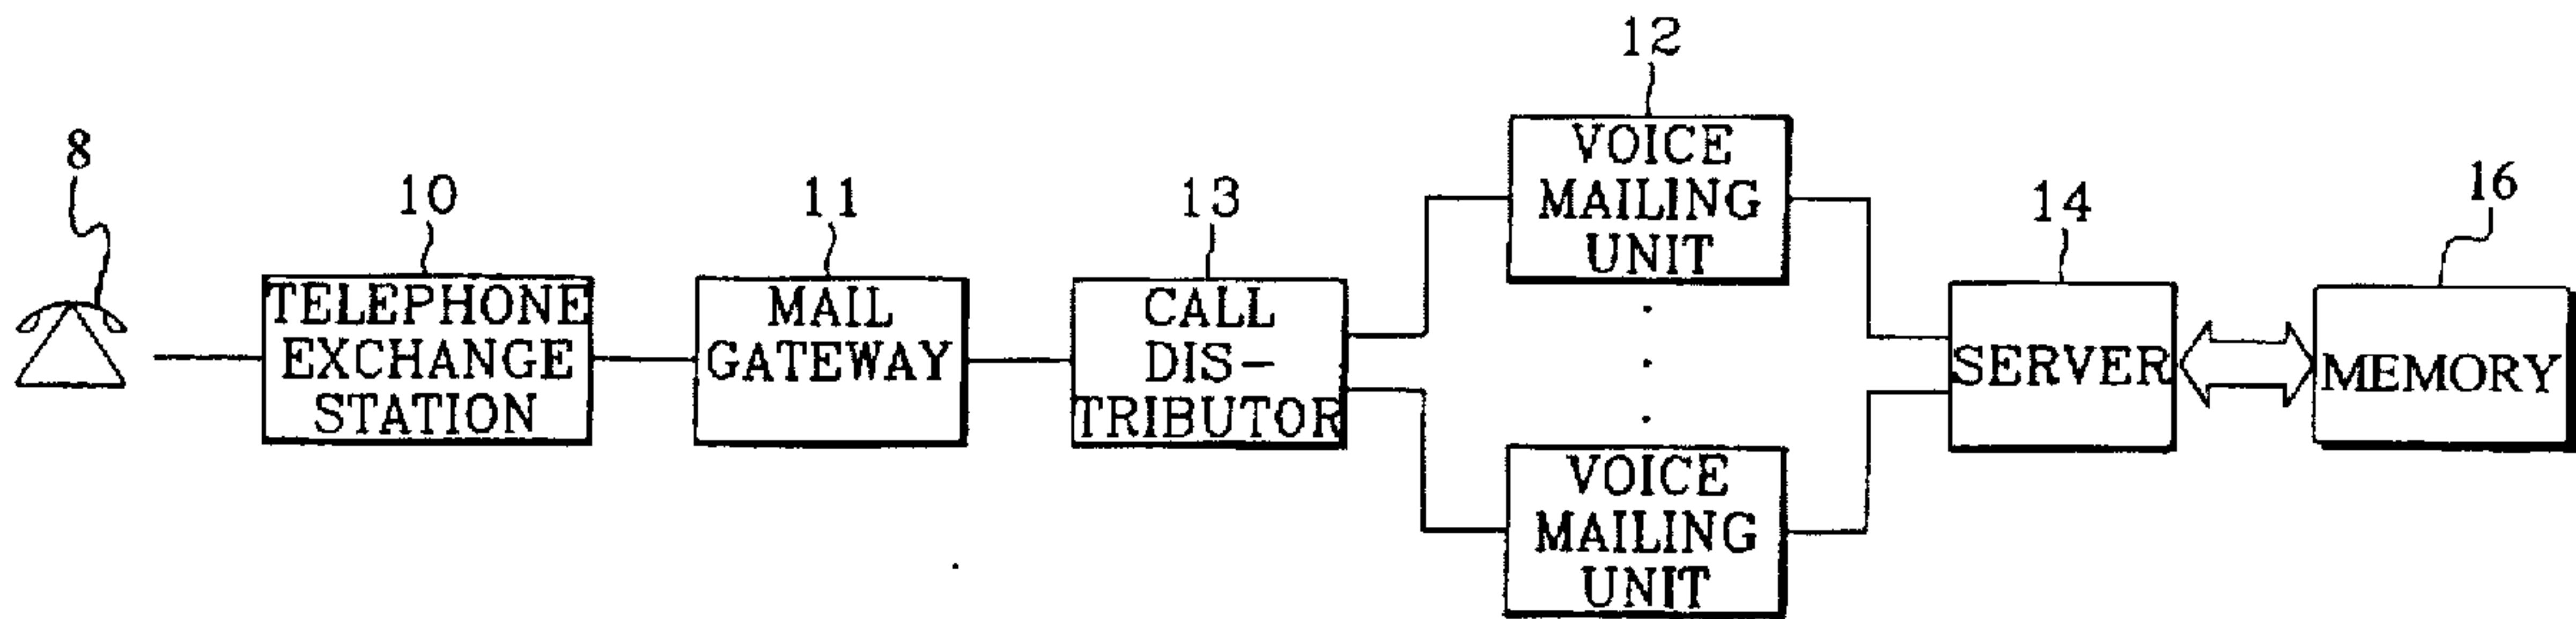 8
10
TELEPHONE
EXCHANGE
STATION
11
MAIL
GATEWAY
13
CALL
DIS-
TRIBUTOR
12
VOICE
MAILING
UNIT
VOICE
MAILING
UNIT
14
SERVER
16
MEMORY